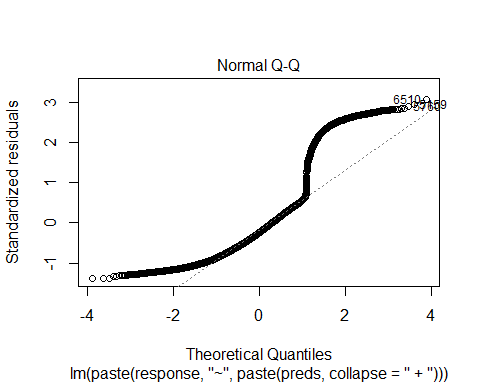 Normal Q-Q
Standardized residuals
3
2
1
0
-1
6510
-4
-2
0
2
4
Theoretical Quantiles
lm(paste(response, "~", paste(preds, collapse = " + ")))